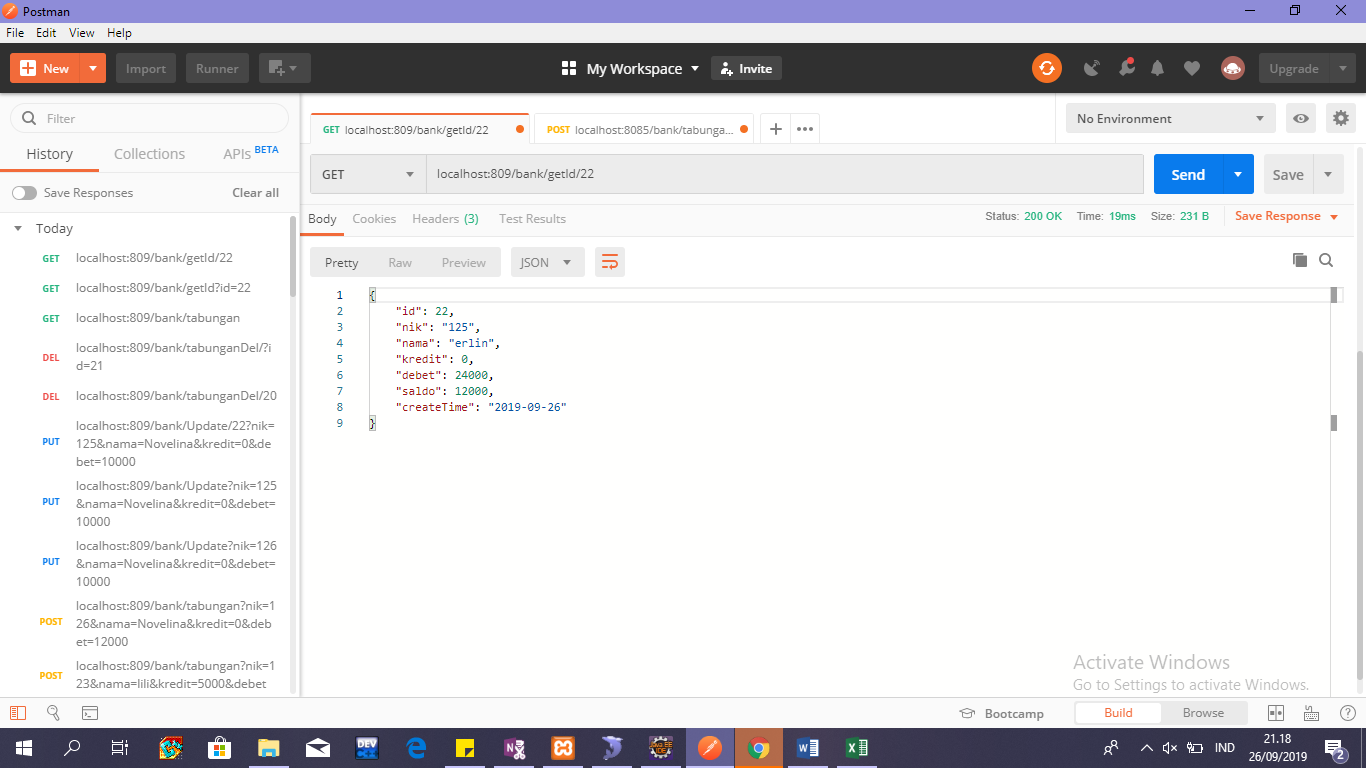 Postman
File Edit View Help
New Import Runner My Workspace Invite Upgrade
Filter
History Collections APIs BETA
Save Responses Clear all
Today
GET localhost:809/bank/getId/22
GET localhost:809/bank/getId?id=22
GET localhost:809/bank/tabungan
DEL localhost:809/bank/tabunganDel/?i
d=21
DEL localhost:809/bank/tabunganDel/20
PUT localhost:809/bank/Update/22?nik=
125&nama=Novelina&kredit=0&de
bet=10000
PUT localhost:809/bank/Update?nik=125
&nama=Novelina&kredit=0&debet=
10000
PUT localhost:809/bank/Update?nik=126
&nama=Novelina&kredit=0&debet=
10000
POST localhost:809/bank/tabungan?nik=1
26&nama=Novelina&kredit=0&deb
et=12000
POST localhost:809/bank/tabungan?nik=1
23&nama=lili&kredit=5000&debet
GET localhost:809/bank/getId/22 POST localhost:8085/bank/tabunga... No Environment
GET localhost:809/bank/getId/22 Send Save
Body Cookies Headers (3) Test Results Status: 200 OK Time: 19ms Size: 231 B Save Response
Pretty Raw Preview JSON
1 {
2 "id": 22,
3 "nik": "125",
4 "nama": "erlin",
5 "kredit": 0,
6 "debet": 24000,
7 "saldo": 12000,
8 "createTime": "2019-09-26"
9 }
Activate Windows
Go to Settings to activate Windows.
Bootcamp Build Browse
DEV
C++
JAVA EE
IDE
IND
21.18
26/09/2019
2